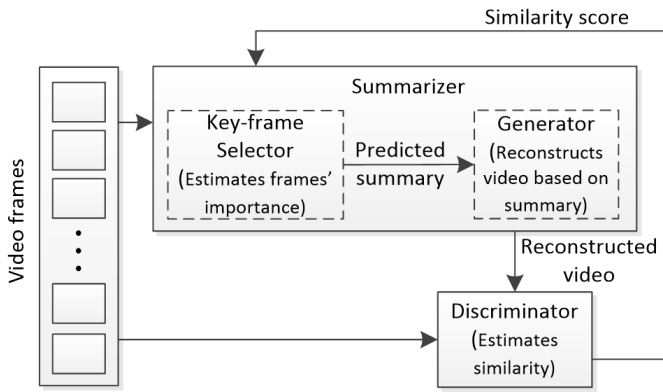 Similarity score
Summarizer
Key-frame
Selector
(Estimates frames'
importance)
Predicted
summary
Generator
(Reconstructs
video based on
summary)
Video frames
Reconstructed
video
Discriminator
(Estimates
similarity)